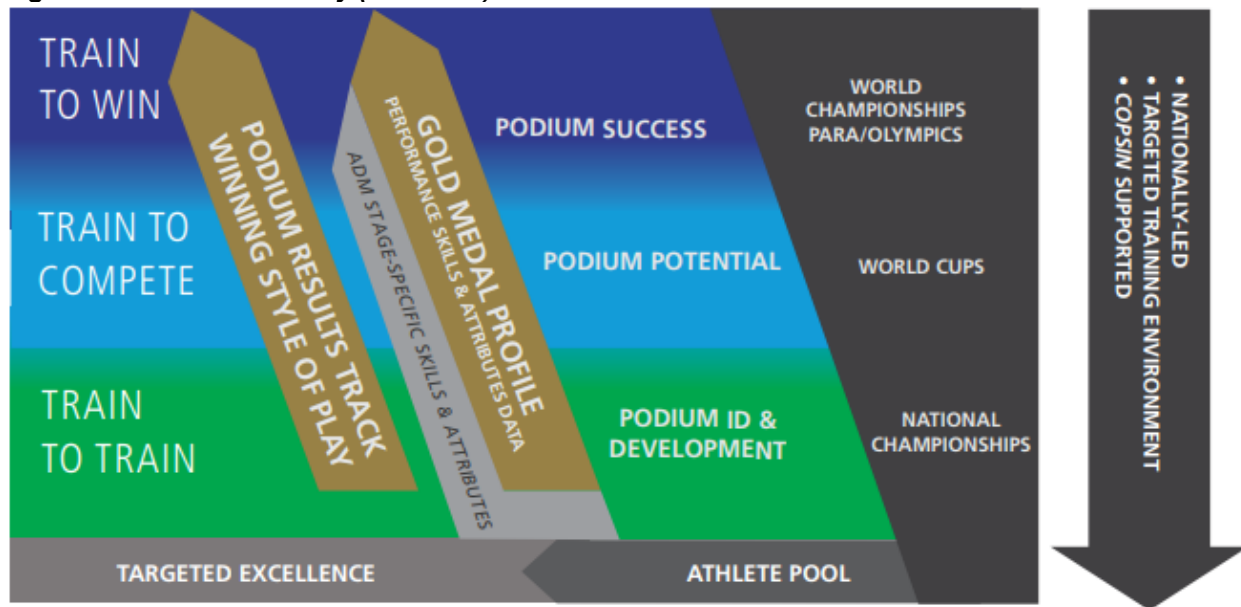 TRAIN
TO WIN
PODIUM RESULTS TRACK
WINNING STYLE OF PLAY
ADM STAGE-SPECIFIC SKILLS & ATTRIBUTES
GOLD MEDAL PROFILE
PERFORMANCE SKILLS & ATTRIBUTES DATA
PODIUM SUCCESS
WORLD
CHAMPIONSHIPS
PARA/OLYMPICS
TRAIN TO
COMPETE
PODIUM POTENTIAL
WORLD CUPS
TRAIN
TO TRAIN
PODIUM ID &
DEVELOPMENT
NATIONAL
CHAMPIONSHIPS
TARGETED EXCELLENCE
ATHLETE POOL
• NATIONALLY-LED
• TARGETED TRAINING ENVIRONMENT
• COPSIN SUPPORTED